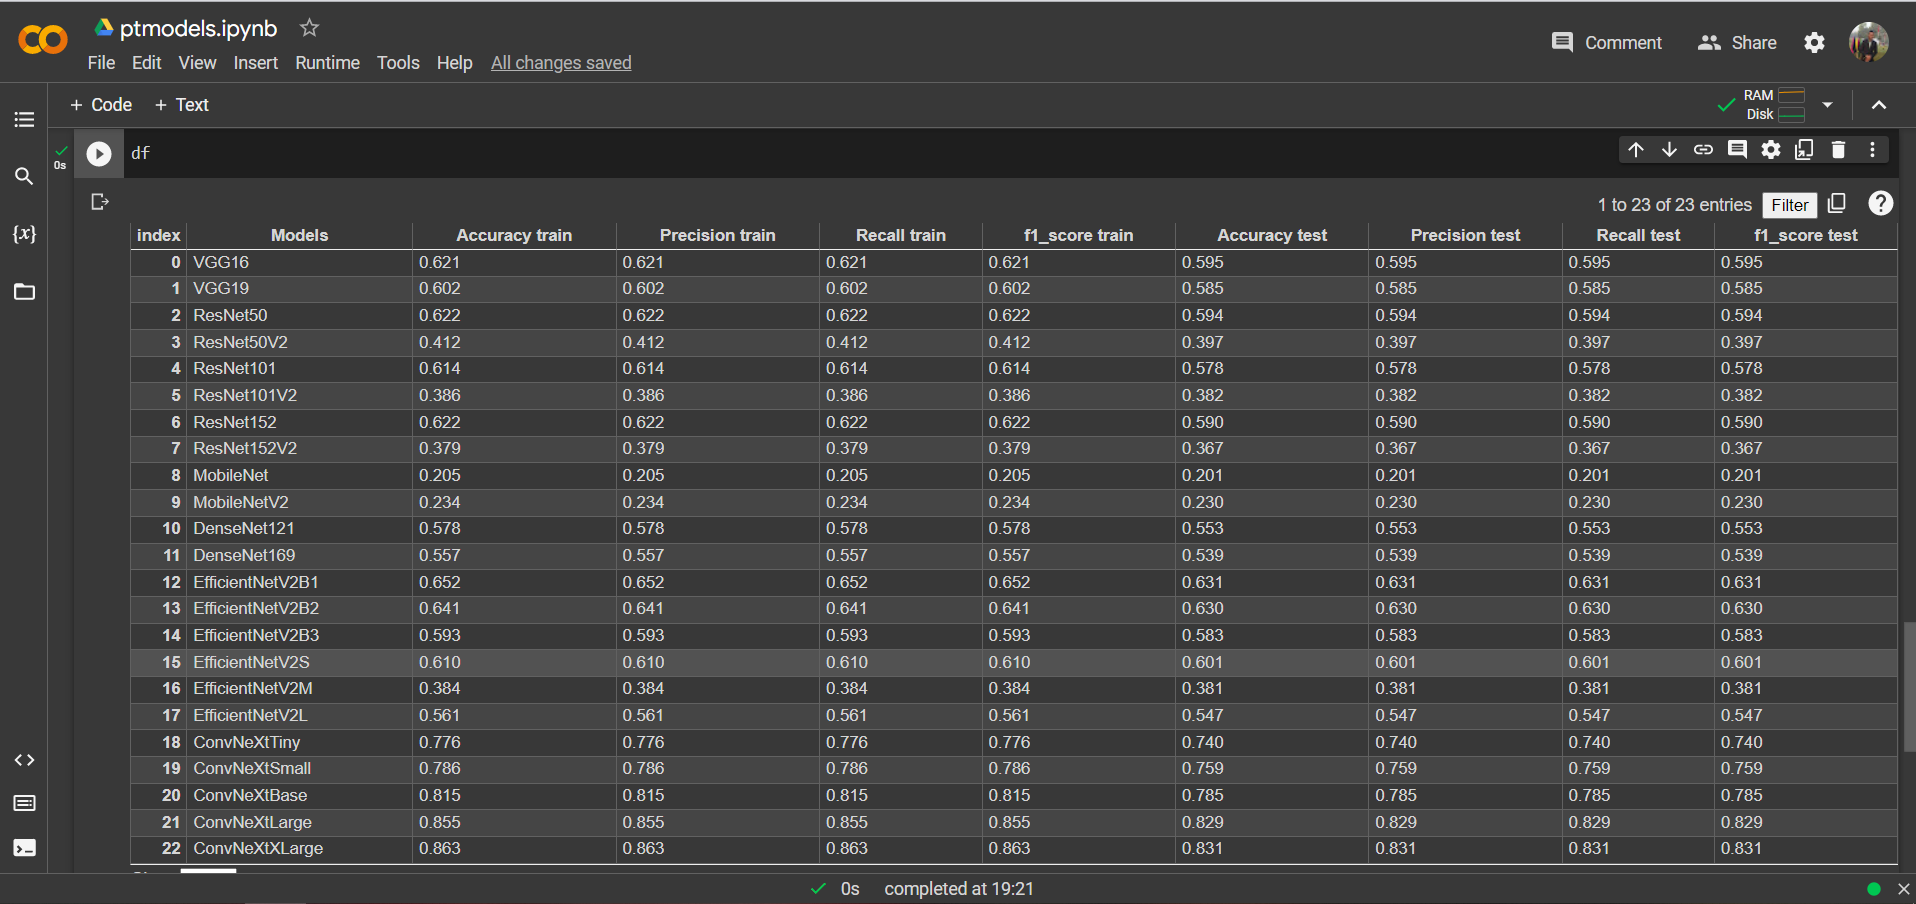 ptmodels.ipynb
Comment Share
File Edit View Insert Runtime Tools Help All changes saved
+ Code + Text
RAM
Disk
0s
df
1 to 23 of 23 entries Filter
index Models Accuracy train Precision train Recall train f1_score train Accuracy test Precision test Recall test f1_score test
0 VGG16 0.621 0.621 0.621 0.621 0.595 0.595 0.595 0.595
1 VGG19 0.602 0.602 0.602 0.602 0.585 0.585 0.585 0.585
2 ResNet50 0.622 0.622 0.622 0.622 0.594 0.594 0.594 0.594
3 ResNet50V2 0.412 0.412 0.412 0.412 0.397 0.397 0.397 0.397
4 ResNet101 0.614 0.614 0.614 0.614 0.578 0.578 0.578 0.578
5 ResNet101V2 0.386 0.386 0.386 0.386 0.382 0.382 0.382 0.382
6 ResNet152 0.622 0.622 0.622 0.622 0.590 0.590 0.590 0.590
7 ResNet152V2 0.379 0.379 0.379 0.379 0.367 0.367 0.367 0.367
8 MobileNet 0.205 0.205 0.205 0.205 0.201 0.201 0.201 0.201
9 MobileNetV2 0.234 0.234 0.234 0.234 0.230 0.230 0.230 0.230
10 DenseNet121 0.578 0.578 0.578 0.578 0.553 0.553 0.553 0.553
11 DenseNet169 0.557 0.557 0.557 0.557 0.539 0.539 0.539 0.539
12 EfficientNetV2B1 0.652 0.652 0.652 0.652 0.631 0.631 0.631 0.631
13 EfficientNetV2B2 0.641 0.641 0.641 0.641 0.630 0.630 0.630 0.630
14 EfficientNetV2B3 0.593 0.593 0.593 0.593 0.583 0.583 0.583 0.583
15 EfficientNetV2S 0.610 0.610 0.610 0.610 0.601 0.601 0.601 0.601
16 EfficientNetV2M 0.384 0.384 0.384 0.384 0.381 0.381 0.381 0.381
17 EfficientNetV2L 0.561 0.561 0.561 0.561 0.547 0.547 0.547 0.547
18 ConvNeXtTiny 0.776 0.776 0.776 0.776 0.740 0.740 0.740 0.740
19 ConvNeXtSmall 0.786 0.786 0.786 0.786 0.759 0.759 0.759 0.759
20 ConvNeXtBase 0.815 0.815 0.815 0.815 0.785 0.785 0.785 0.785
21 ConvNeXtLarge 0.855 0.855 0.855 0.855 0.829 0.829 0.829 0.829
22 ConvNeXtXLarge 0.863 0.863 0.863 0.863 0.831 0.831 0.831 0.831
0s completed at 19:21